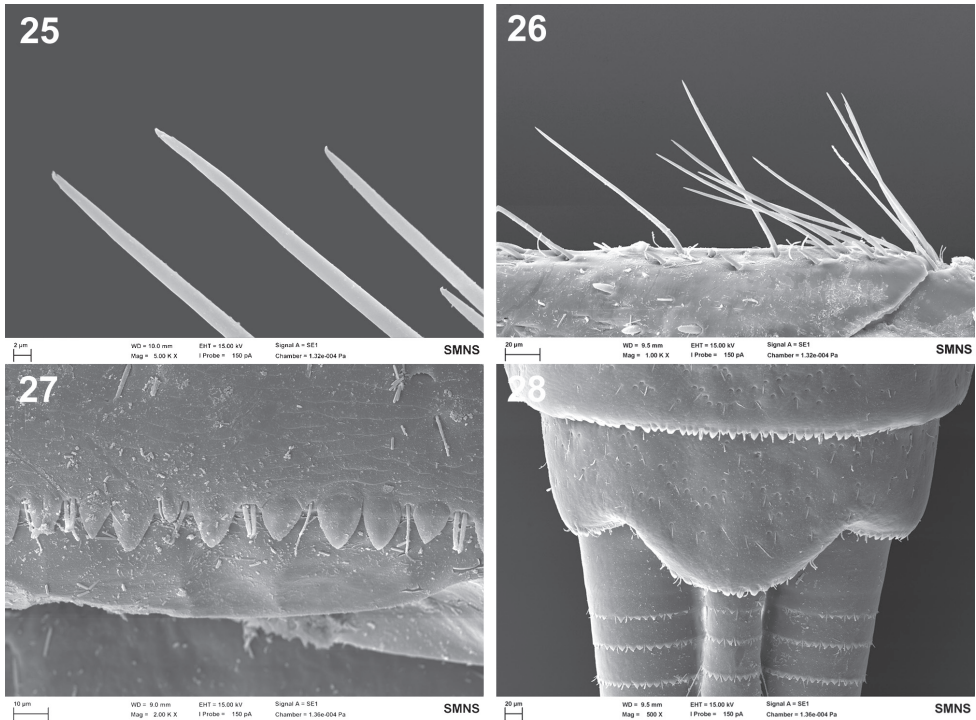 25
2 µm
WD = 10.0 mm EHT = 15.00 kV Signal A = SE1
Mag = 5.00 K X I Probe = 150 pA Chamber = 1.32e-004 Pa
SMNS
26
20 µm
WD = 9.5 mm EHT = 15.00 kV Signal A = SE1
Mag = 1.00 K X I Probe = 150 pA Chamber = 1.32e-004 Pa
SMNS
27
10 µm
WD = 9.0 mm EHT = 15.00 kV Signal A = SE1
Mag = 2.00 K X I Probe = 150 pA Chamber = 1.36e-004 Pa
SMNS
28
20 µm
WD = 9.5 mm EHT = 15.00 kV Signal A = SE1
Mag = 500 X I Probe = 150 pA Chamber = 1.36e-004 Pa
SMNS